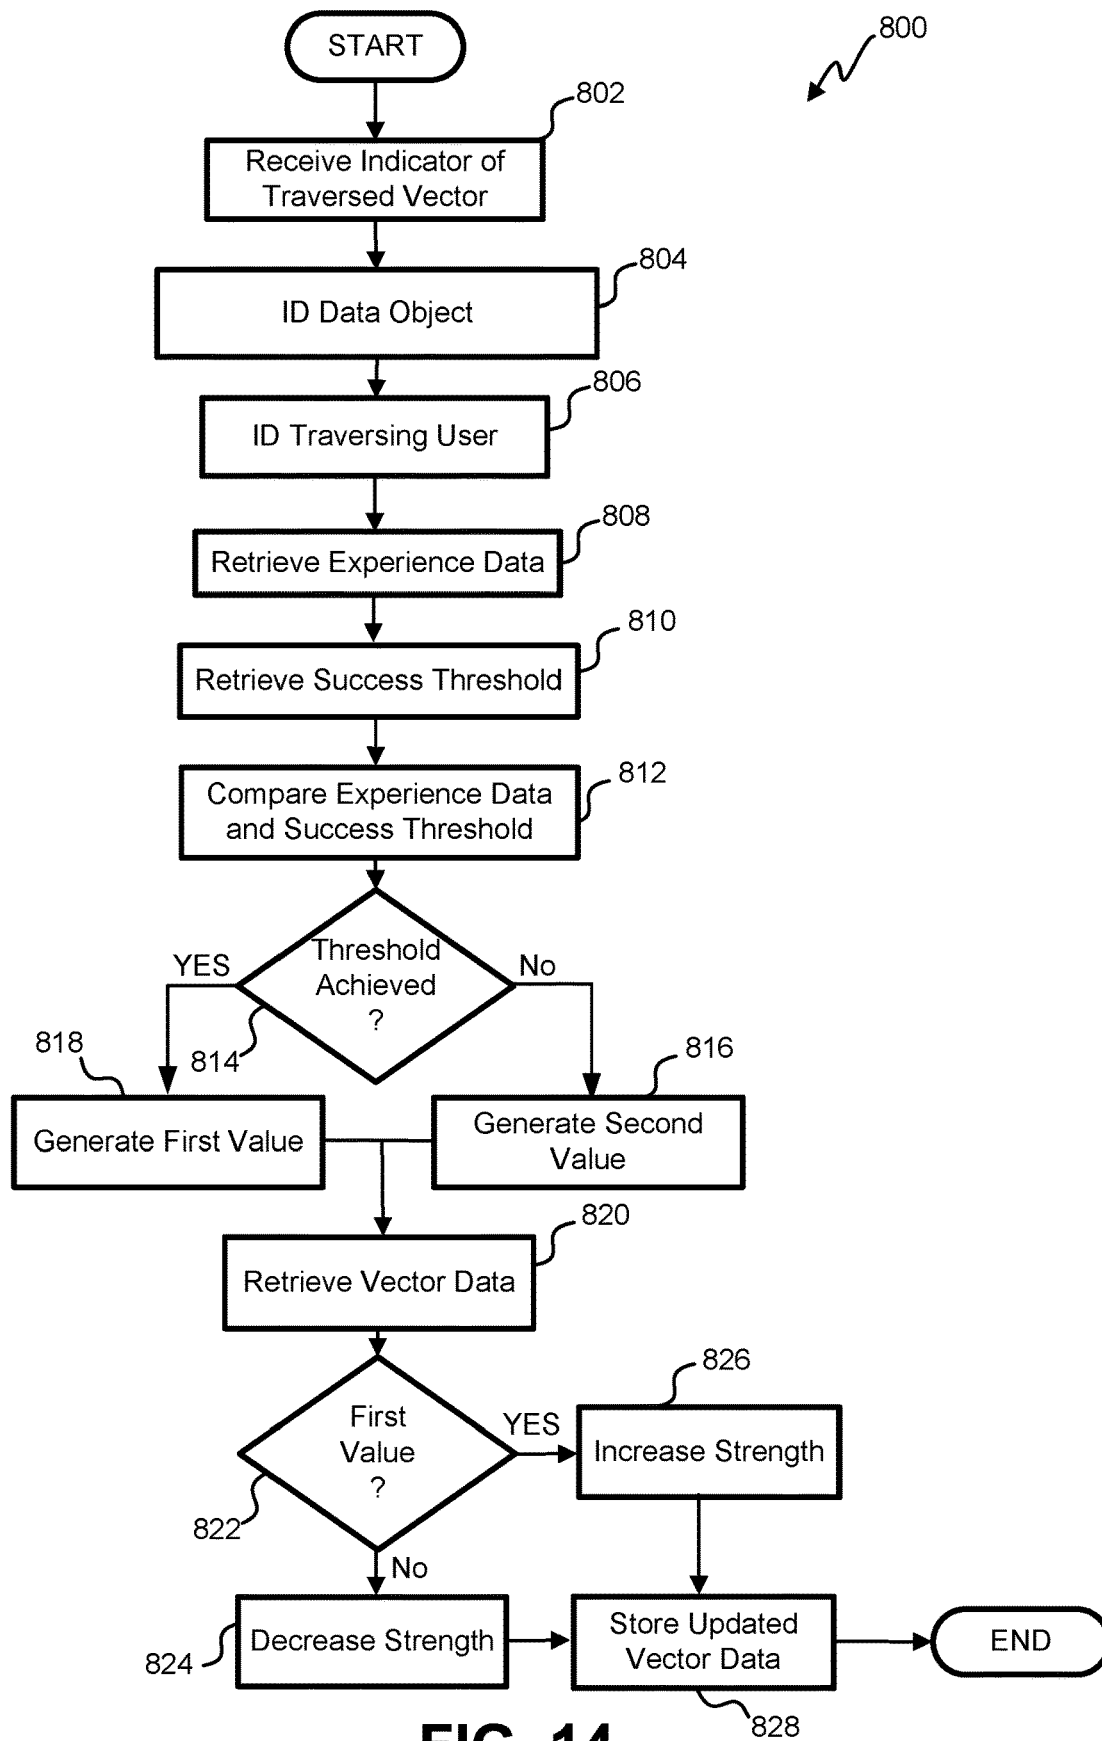 START
800
802
Receive Indicator of
Traversed Vector
804
ID Data Object
806
ID Traversing User
808
Retrieve Experience Data
810
Retrieve Success Threshold
812
Compare Experience Data
and Success Threshold
Threshold
Achieved
?
YES
No
814
818
816
Generate First Value
Generate Second
Value
820
Retrieve Vector Data
First
Value
?
YES
826
Increase Strength
822
No
824
Decrease Strength
Store Updated
Vector Data
END
828
FIG. 14